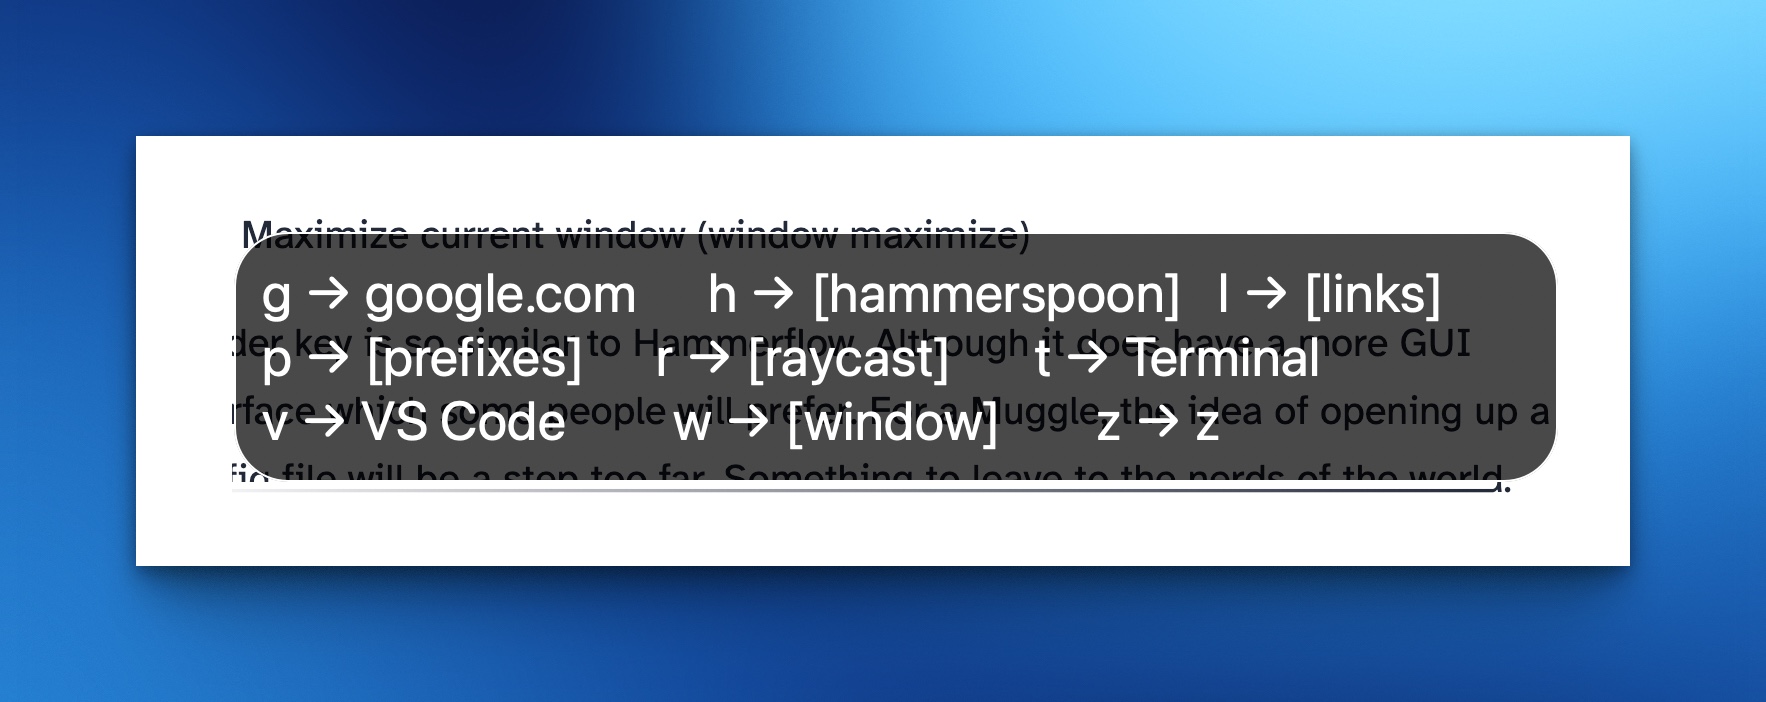 Maximize current window (window maximize)
g → google.com h → [hammerspoon] l → [links]
der key is so similar to Hammerflow. Although it does have a more GUI
p → [prefixes] r → [raycast] t → Terminal
rface which some people will prefer. For a Muggle, the idea of opening up a
v → VS Code w → [window] z → z
fig file will be a step too far. Something to leave to the nerds of the world.